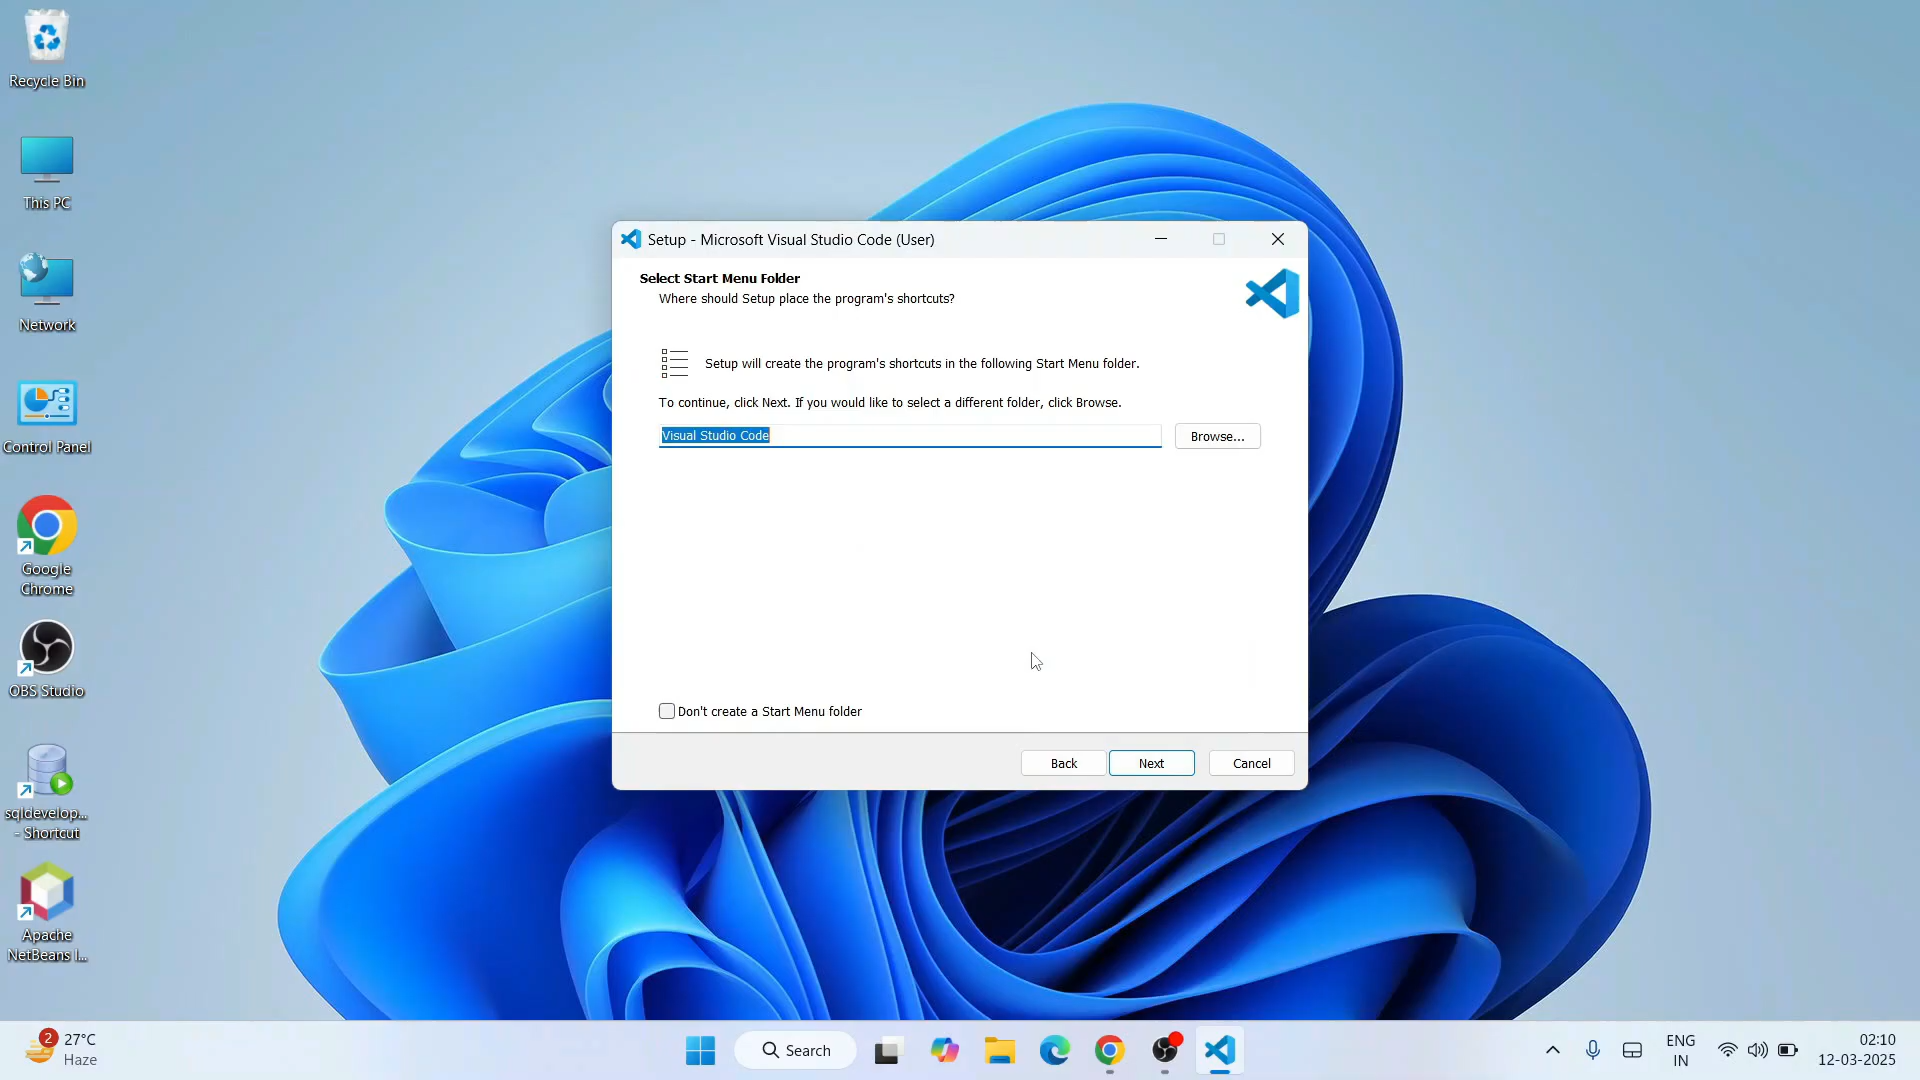 Recycle Bin
This PC
Network
Control Panel
Google
Chrome
OBS Studio
sqldevelop...
- Shortcut
Apache
NetBeans I...
Setup - Microsoft Visual Studio Code (User)
Select Start Menu Folder
Where should Setup place the program's shortcuts?
Setup will create the program's shortcuts in the following Start Menu folder.
To continue, click Next. If you would like to select a different folder, click Browse.
Visual Studio Code
Browse...
Don't create a Start Menu folder
Back
Next
Cancel
2
27°C
Haze
Search
ENG
IN
02:10
12-03-2025